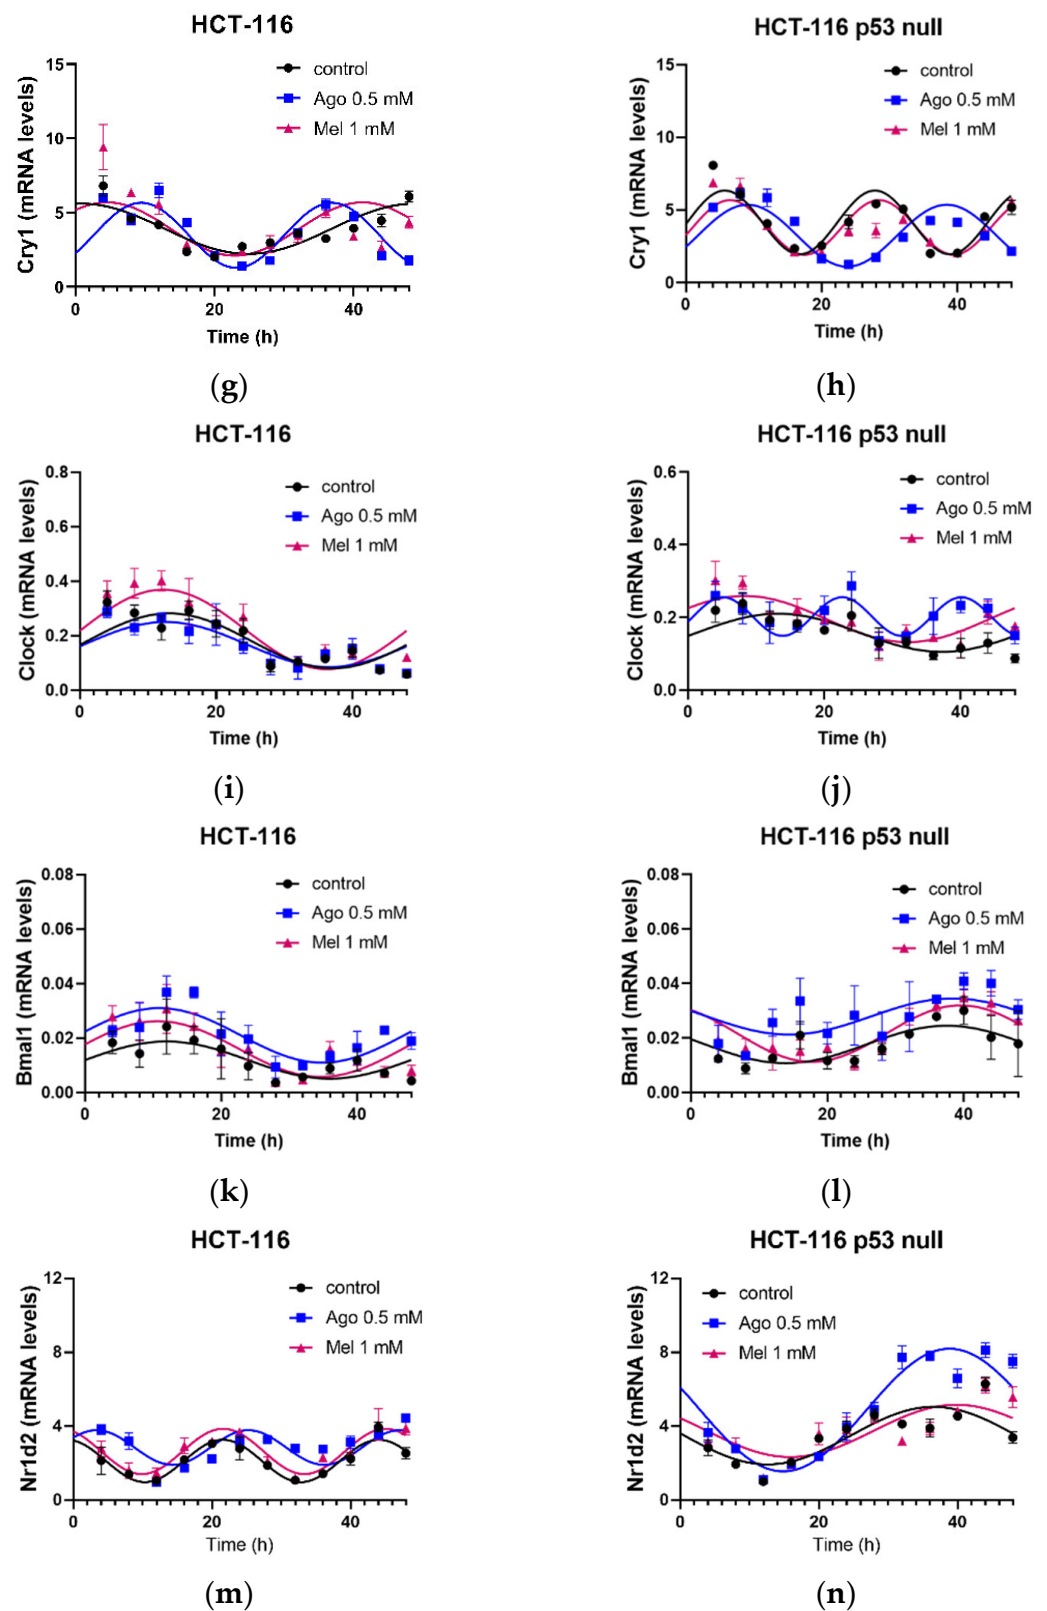 HCT-116
HCT-116 p53 null
control
Ago 0.5 mM
Mel 1 mM
Cry1 (mRNA levels)
15
10
5
0
0 20 40
Time (h)
control
Ago 0.5 mM
Mel 1 mM
Cry1 (mRNA levels)
15
10
5
0
0 20 40
Time (h)
(g)
(h)
HCT-116
HCT-116 p53 null
control
Ago 0.5 mM
Mel 1 mM
Clock (mRNA levels)
0.8
0.6
0.4
0.2
0.0
0 20 40
Time (h)
control
Ago 0.5 mM
Mel 1 mM
Clock (mRNA levels)
0.6
0.4
0.2
0.0
0 20 40
Time (h)
(i)
(j)
HCT-116
HCT-116 p53 null
control
Ago 0.5 mM
Mel 1 mM
Bmal1 (mRNA levels)
0.08
0.06
0.04
0.02
0.00
0 20 40
Time (h)
control
Ago 0.5 mM
Mel 1 mM
Bmal1 (mRNA levels)
0.08
0.06
0.04
0.02
0.00
0 20 40
Time (h)
(k)
(l)
HCT-116
HCT-116 p53 null
control
Ago 0.5 mM
Mel 1 mM
Nr1d2 (mRNA levels)
12
8
4
0
0 20 40
Time (h)
control
Ago 0.5 mM
Mel 1 mM
Nr1d2 (mRNA levels)
12
8
4
0
0 20 40
Time (h)
(m)
(n)